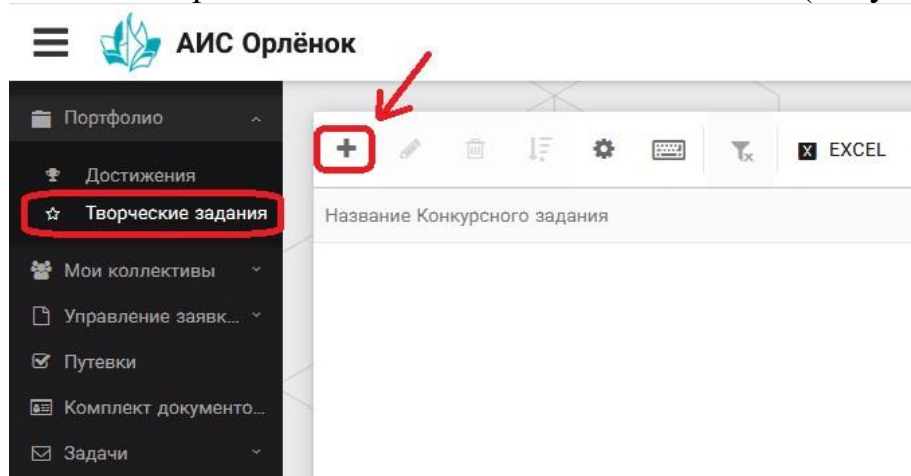 АИС Орлёнок
Портфолио
Достижения
Творческие задания
Мои коллективы
Управление заявк...
Путевки
Комплект документо...
Задачи
X EXCEL
Название Конкурсного задания